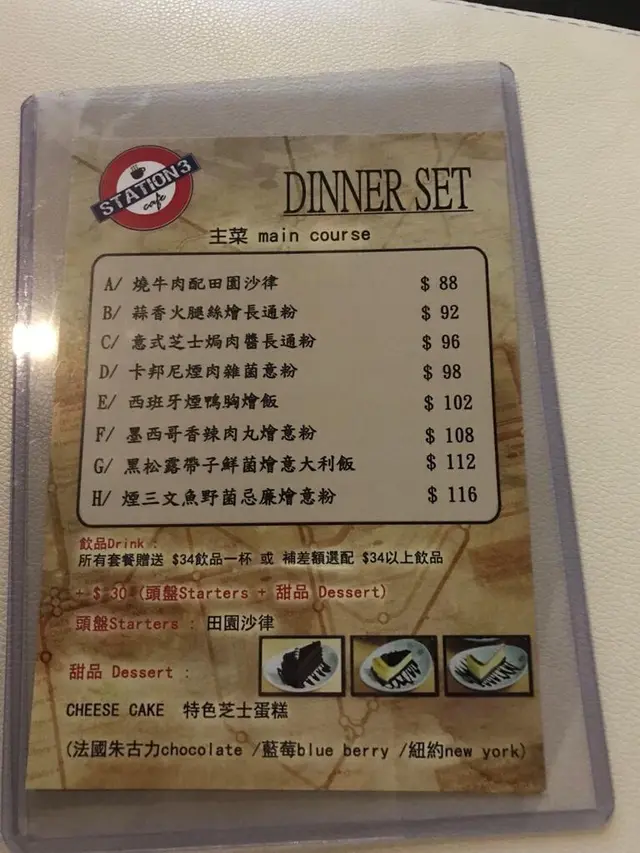 STATION3
cafe
DINNER SET
主菜 main course
A/ 燒牛肉配田園沙律 $ 88
B/ 蒜香火腿絲燴長通粉 $ 92
C/ 意式芝士焗肉醬長通粉 $ 96
D/ 卡邦尼煙肉雜菌意粉 $ 98
E/ 西班牙煙鴨胸燴飯 $ 102
F/ 墨西哥香辣肉丸燴意粉 $ 108
G/ 黑松露帶子鮮菌燴意大利飯 $ 112
H/ 煙三文魚野菌忌廉燴意粉 $ 116
飲品Drink :
所有套餐贈送 $34飲品一杯 或 補差額選配 $34以上飲品
+ $ 30 (頭盤Starters + 甜品 Dessert)
頭盤Starters : 田園沙律
甜品 Dessert :
CHEESE CAKE 特色芝士蛋糕
(法國朱古力chocolate /藍莓blue berry /紐約new york)